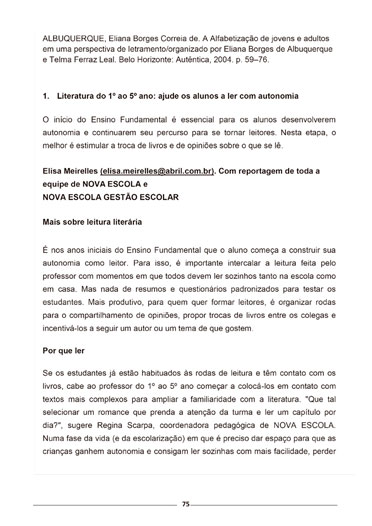 ALBUQUERQUE, Eliana Borges Correia de. A Alfabetização de jovens e adultos
em uma perspectiva de letramento/organizado por Eliana Borges de Albuquerque
e Telma Ferraz Leal. Belo Horizonte: Autêntica, 2004. p. 59–76.
1. Literatura do 1º ao 5º ano: ajude os alunos a ler com autonomia
O início do Ensino Fundamental é essencial para os alunos desenvolverem
autonomia e continuarem seu percurso para se tornar leitores. Nesta etapa, o
melhor é estimular a troca de livros e de opiniões sobre o que se lê.
Elisa Meirelles (elisa.meirelles@abril.com.br). Com reportagem de toda a
equipe de NOVA ESCOLA e
NOVA ESCOLA GESTÃO ESCOLAR
Mais sobre leitura literária
É nos anos iniciais do Ensino Fundamental que o aluno começa a construir sua
autonomia como leitor. Para isso, é importante intercalar a leitura feita pelo
professor com momentos em que todos devem ler sozinhos tanto na escola como
em casa. Mas nada de resumos e questionários padronizados para testar os
estudantes. Mais produtivo, para quem quer formar leitores, é organizar rodas
para o compartilhamento de opiniões, propor trocas de livros entre os colegas e
incentivá-los a seguir um autor ou um tema de que gostem.
Por que ler
Se os estudantes já estão habituados às rodas de leitura e têm contato com os
livros, cabe ao professor do 1º ao 5º ano começar a colocá-los em contato com
textos mais complexos para ampliar a familiaridade com a literatura. "Que tal
selecionar um romance que prenda a atenção da turma e ler um capítulo por
dia?", sugere Regina Scarpa, coordenadora pedagógica de NOVA ESCOLA.
Numa fase da vida (e da escolarização) em que é preciso dar espaço para que as
crianças ganhem autonomia e consigam ler sozinhas com mais facilidade, perder
75